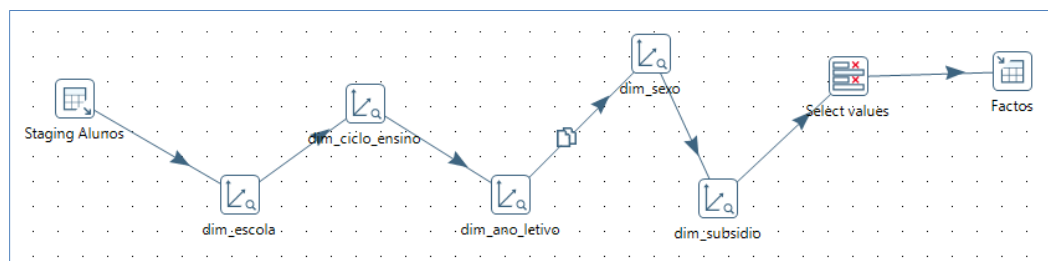 Staging Alunos
dim_escola
dim_ciclo_ensino
dim_ano_letivo
dim_sexo
dim_subsidio
Select values
Factos